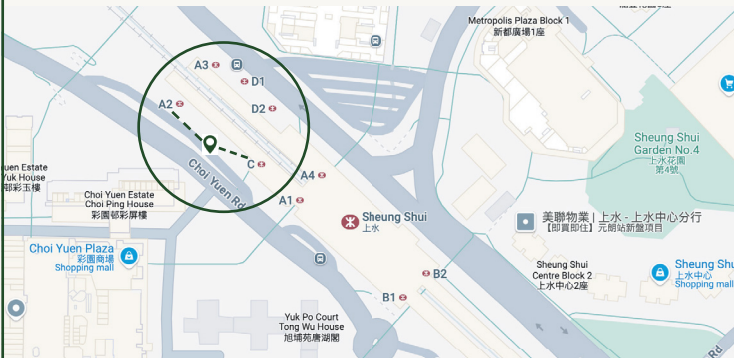 Metropolis Plaza Block 1
新都廣場1座
A3
D1
A2
D2
C
Choi Yuen Rd
A4
A1
Sheung Shui
上水
Sheung Shui
Garden No.4
上水花園
第4號
uen Estate
Yuk House
邨彩玉樓
Choi Yuen Estate
Choi Ping House
彩園邨彩屏樓
Choi Yuen Plaza
彩園商場
Shopping mall
美聯物業 | 上水 - 上水中心分行
【即買即住】元朗站新盤項目
B2
B1
Sheung Shui
Centre Block 2
上水中心2座
Sheung Shu
上水中心
Shopping mall
Yuk Po Court
Tong Wu House
旭埔苑唐湖閣
Rd